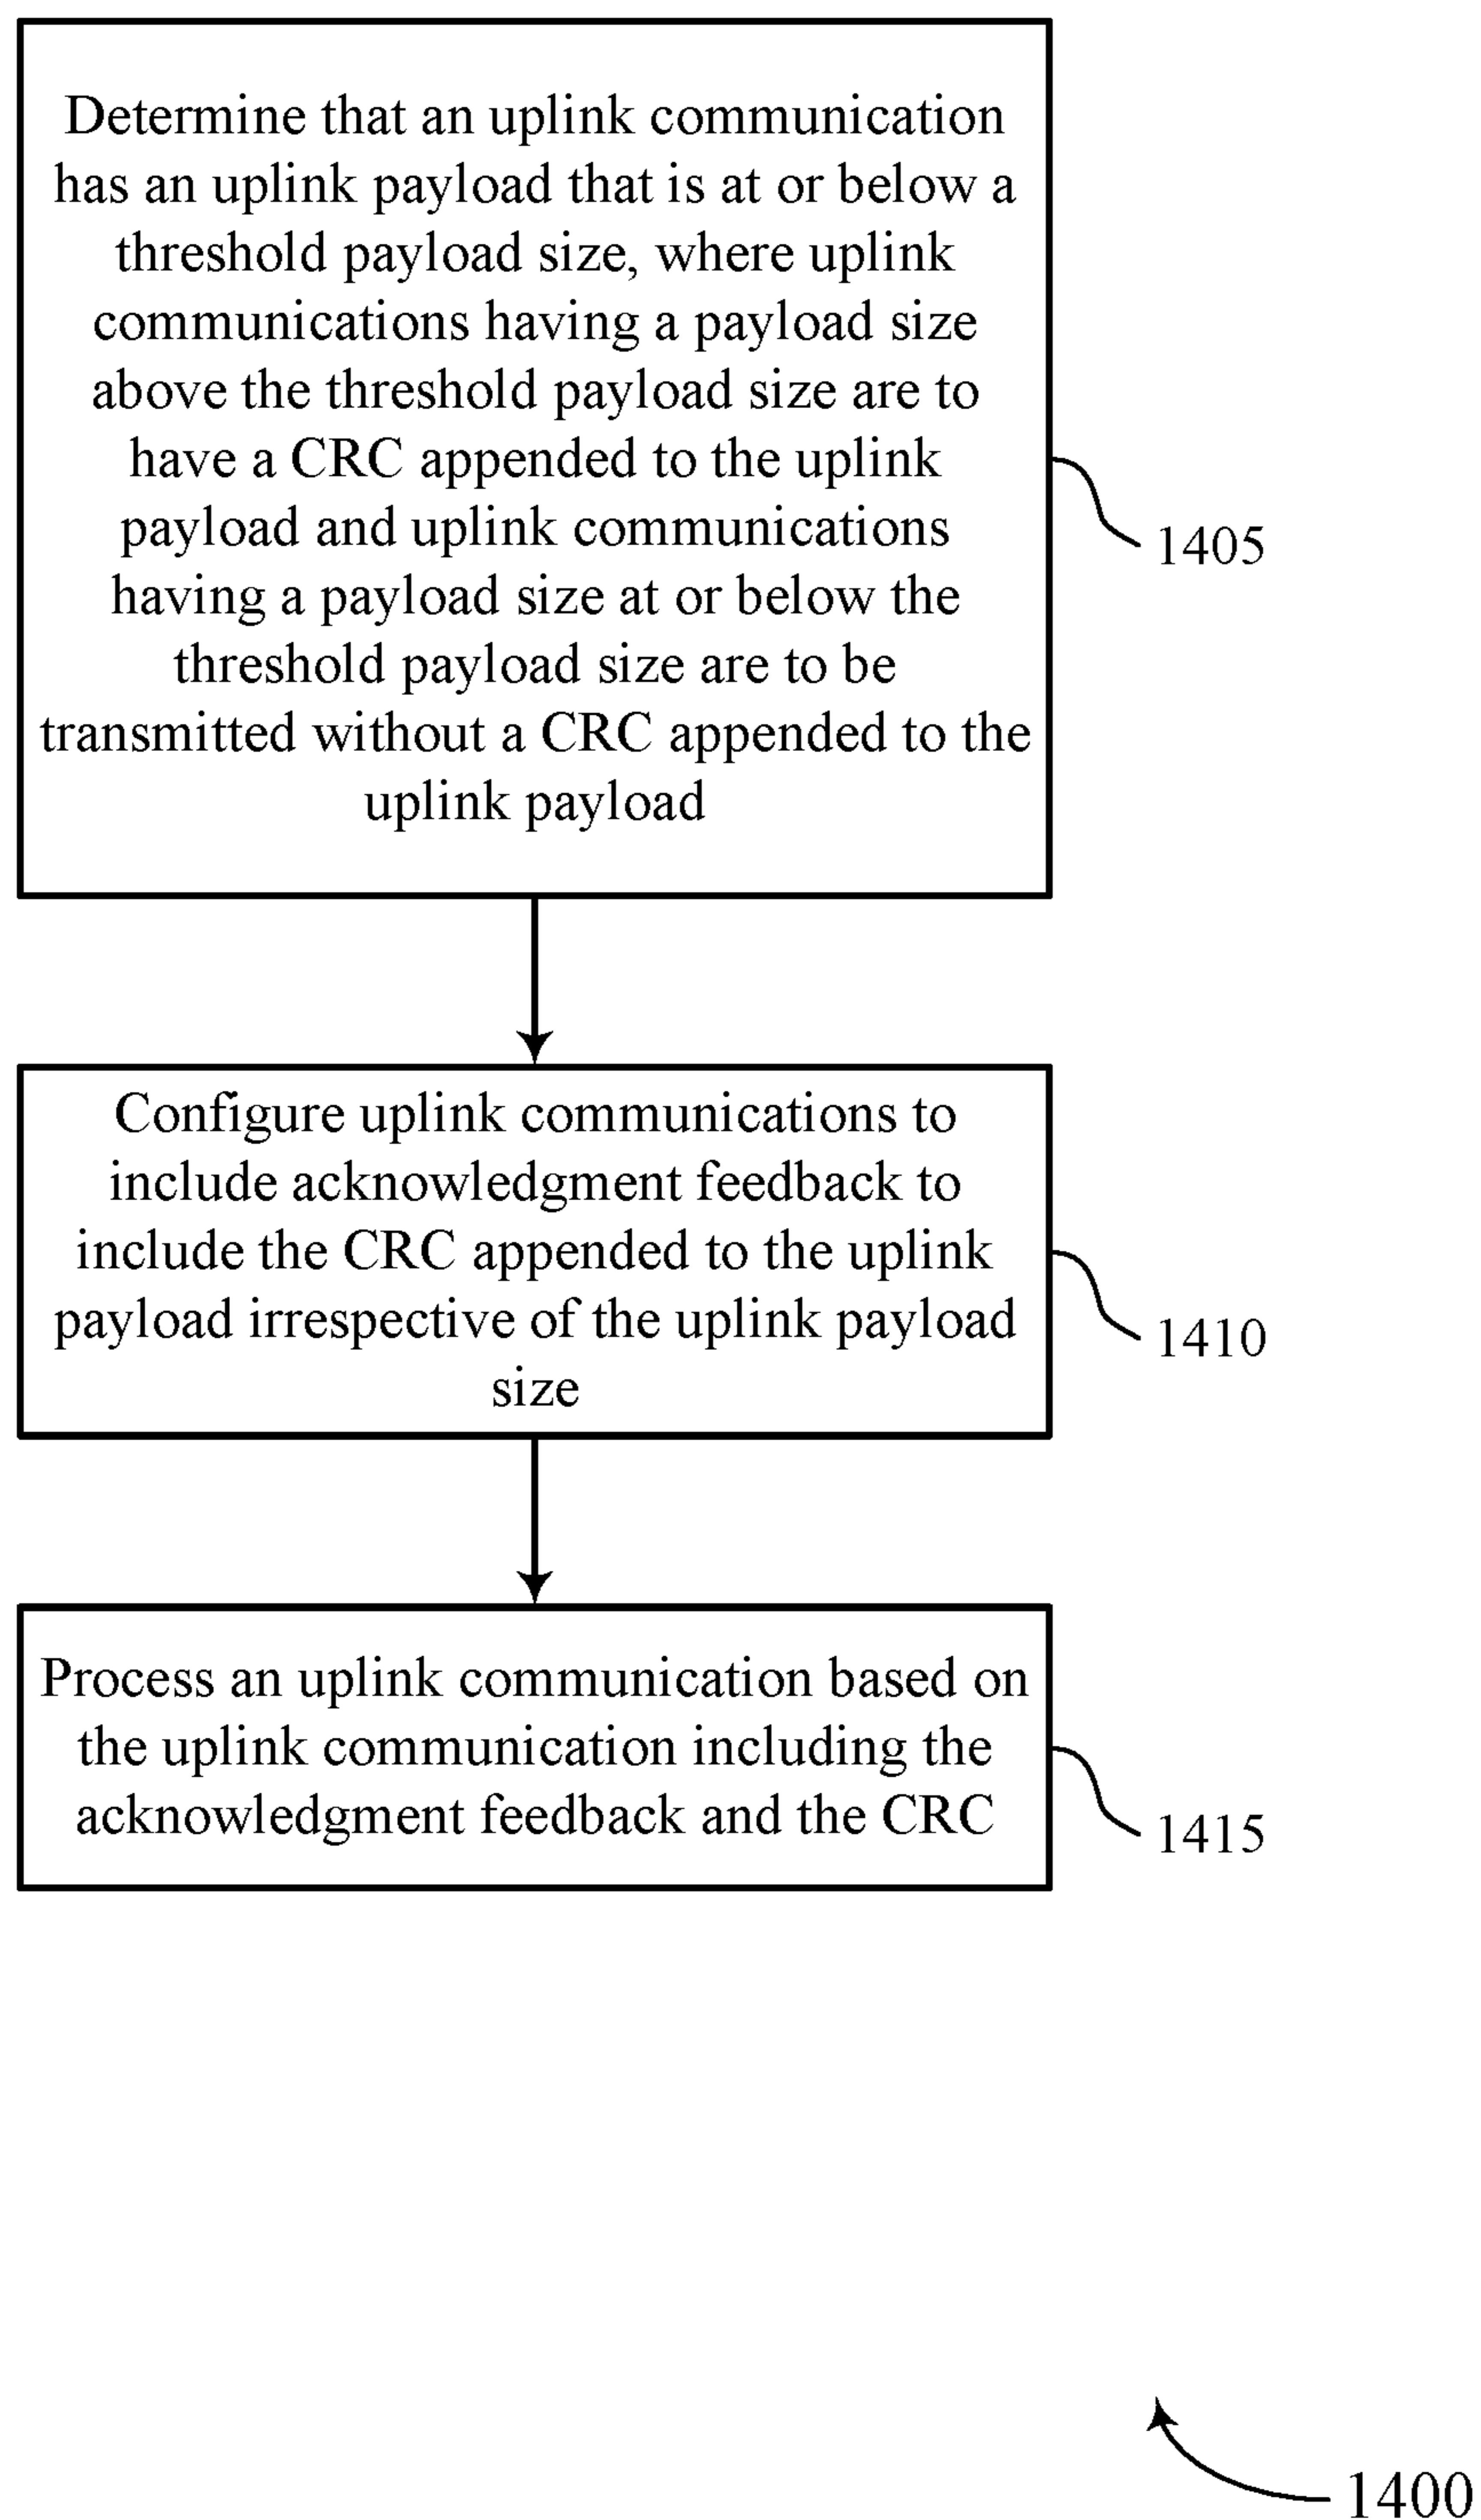 Determine that an uplink communication
has an uplink payload that is at or below a
threshold payload size, where uplink
communications having a payload size
above the threshold payload size are to
have a CRC appended to the uplink
payload and uplink communications
having a payload size at or below the
threshold payload size are to be
transmitted without a CRC appended to the
uplink payload
1405
Configure uplink communications to
include acknowledgment feedback to
include the CRC appended to the uplink
payload irrespective of the uplink payload
size
1410
Process an uplink communication based on
the uplink communication including the
acknowledgment feedback and the CRC
1415
1400